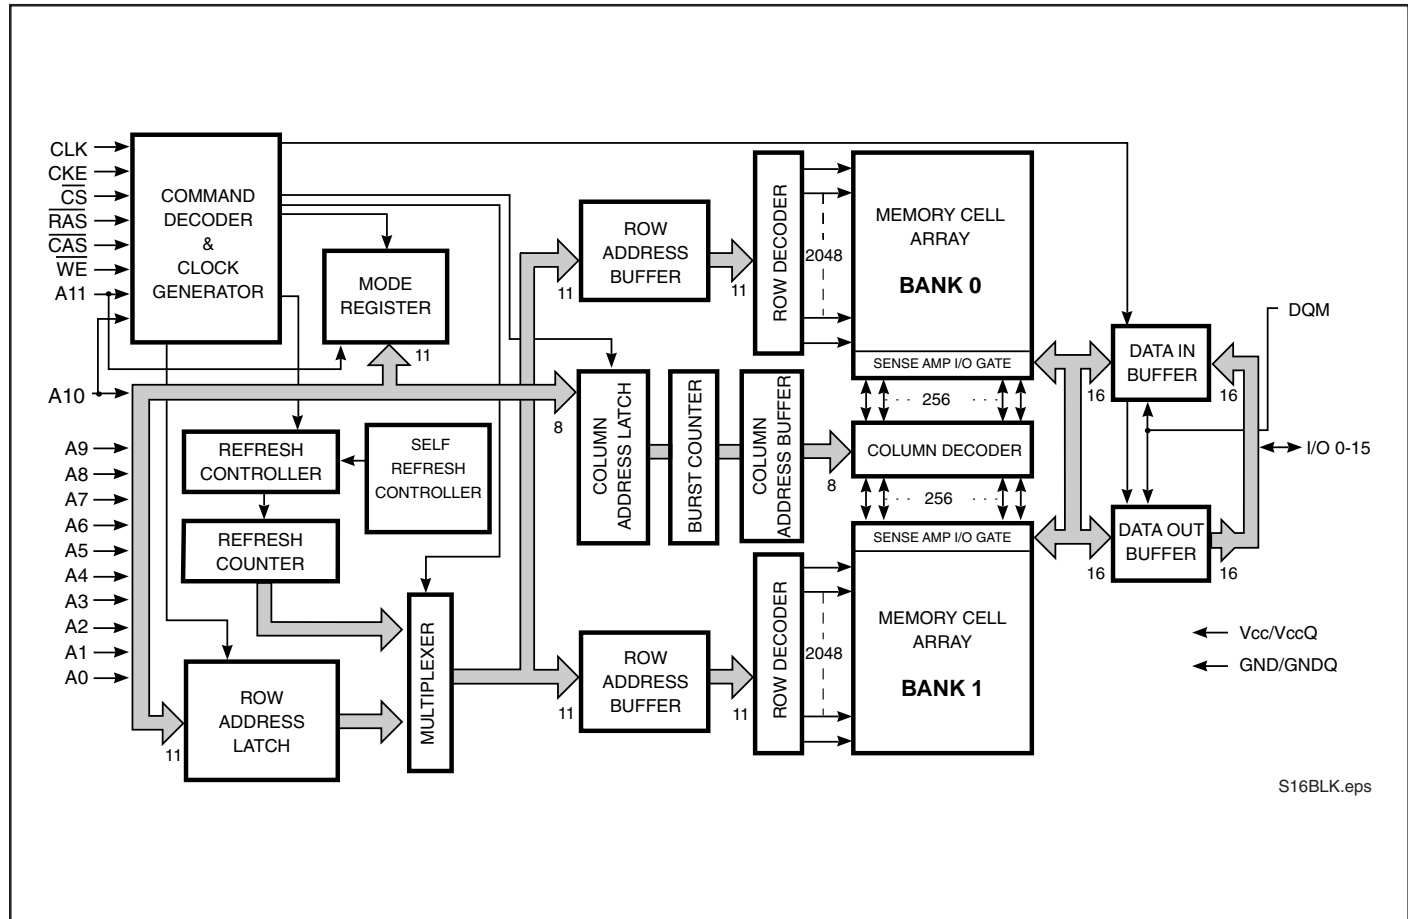 CLK
CKE
CS
RAS
CAS
WE
A11
A10
A9
A8
A7
A6
A5
A4
A3
A2
A1
A0
COMMAND
DECODER
&
CLOCK
GENERATOR
MODE
REGISTER
11
REFRESH
CONTROLLER
SELF
REFRESH
CONTROLLER
REFRESH
COUNTER
ROW
ADDRESS
LATCH
11
MULTIPLEXER
ROW
ADDRESS
BUFFER
11
11
COLUMN
ADDRESS LATCH
8
BURST COUNTER
COLUMN
ADDRESS BUFFER
8
ROW
ADDRESS
BUFFER
11
11
ROW DECODER
2048
MEMORY CELL
ARRAY
BANK 0
SENSE AMP I/O GATE
256
COLUMN DECODER
256
SENSE AMP I/O GATE
MEMORY CELL
ARRAY
BANK 1
ROW DECODER
2048
DQM
DATA IN
BUFFER
16
16
I/O 0-15
DATA OUT
BUFFER
16
16
Vcc/VccQ
GND/GNDQ
S16BLK.eps